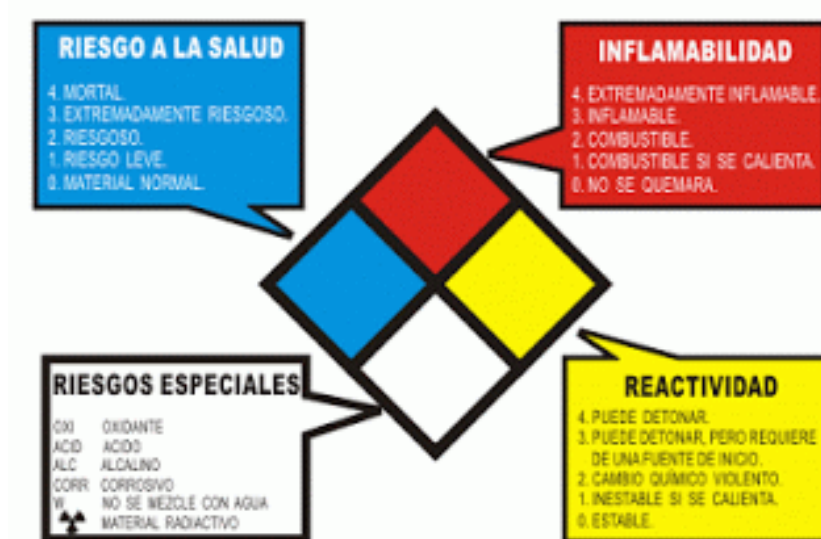 RIESGO A LA SALUD
4. MORTAL.
3. EXTREMADAMENTE RIESGOSO.
2. RIESGOSO.
1. RIESGO LEVE.
0. MATERIAL NORMAL.
INFLAMABILIDAD
4. EXTREMADAMENTE INFLAMABLE.
3. INFLAMABLE.
2. COMBUSTIBLE.
1. COMBUSTIBLE SI SE CALIENTA.
0. NO SE QUEMARA.
RIESGOS ESPECIALES
OXI OXIDANTE
ACID ACIDO
ALC ALCALINO
CORR CORROSIVO
W NO SE MEZCLE CON AGUA
MATERIAL RADIACTIVO
REACTIVIDAD
4. PUEDE DETONAR.
3. PUEDE DETONAR, PERO REQUIERE
DE UNA FUENTE DE INICIO.
2. CAMBIO QUÍMICO VIOLENTO.
1. INESTABLE SI SE CALIENTA.
0. ESTABLE.